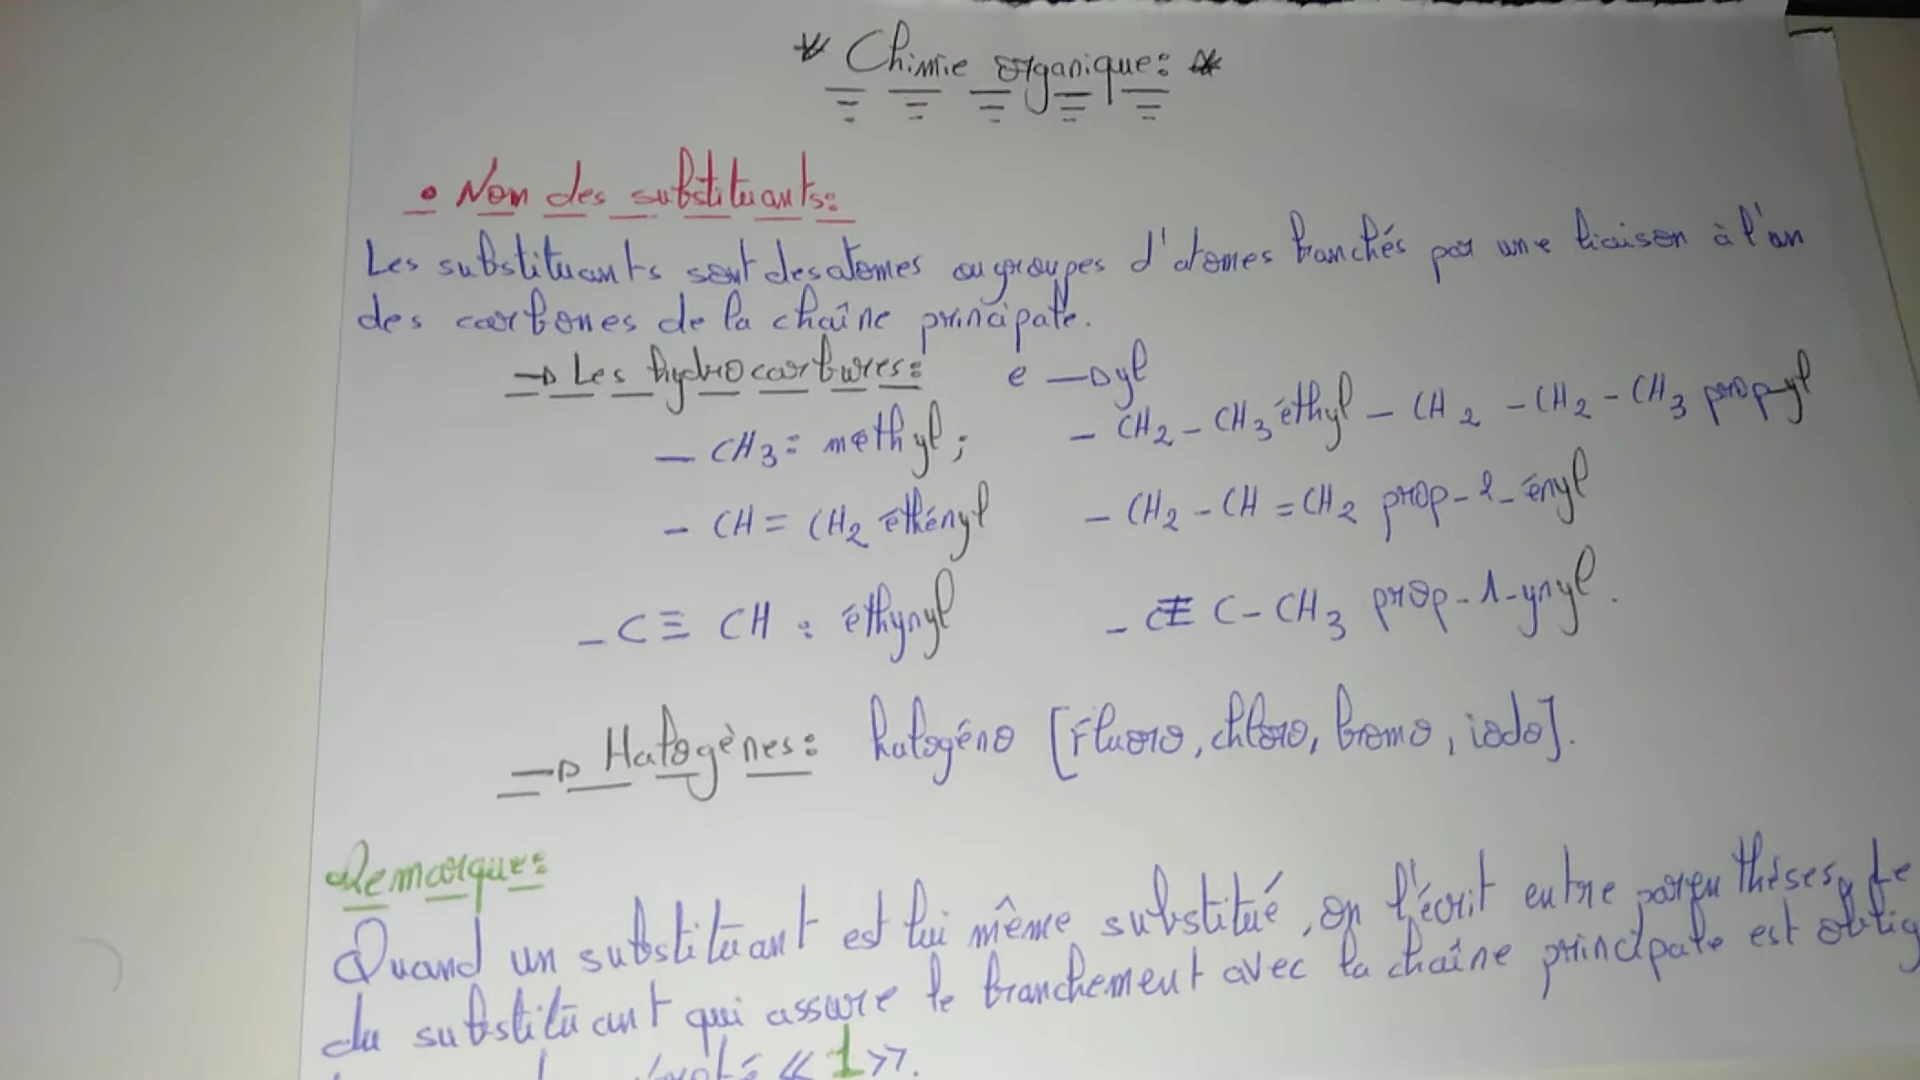 * Chimie organique: *
• Nom des substituants:
Les substituants sont des atomes ou groupes d'atomes branchés par une liaison à l'un
des carbones de la chaîne principale.
→ Les hydrocarbures: e → yl
- CH3: méthyl; - CH2 - CH3 éthyl - CH2 - CH2 - CH3 propyl
- CH = CH2 éthényl - CH2 - CH = CH2 prop-2-ényl
- C ≡ CH : éthynyl - C ≡ C - CH3 prop-1-ynyl.
→ Halogènes: halogéno [Fluoro, chloro, bromo, iodo].
Remarque:
Quand un substituant est lui même substitué, on l'écrit entre parenthèses, Le
du substituant qui assure le branchement avec la chaîne principale est oblig
« 1 ».